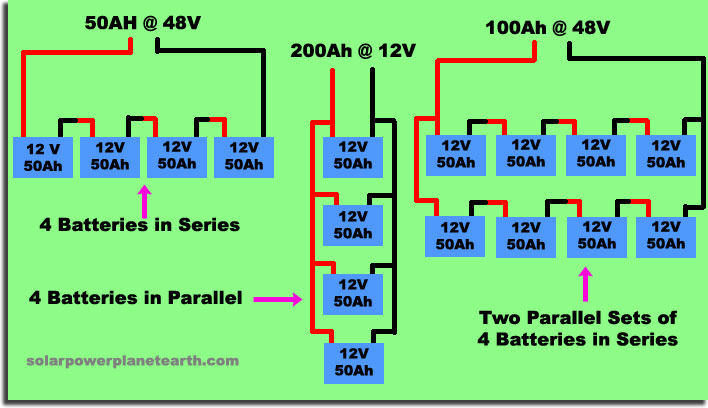 50AH @ 48V
12 V
50Ah
12V
50Ah
12V
50Ah
12V
50Ah
4 Batteries in Series
200Ah @ 12V
12V
50Ah
12V
50Ah
12V
50Ah
12V
50Ah
4 Batteries in Parallel
100Ah @ 48V
12V
50Ah
12V
50Ah
12V
50Ah
12V
50Ah
12V
50Ah
12V
50Ah
12V
50Ah
12V
50Ah
Two Parallel Sets of
4 Batteries in Series
solarpowerplanetearth.com